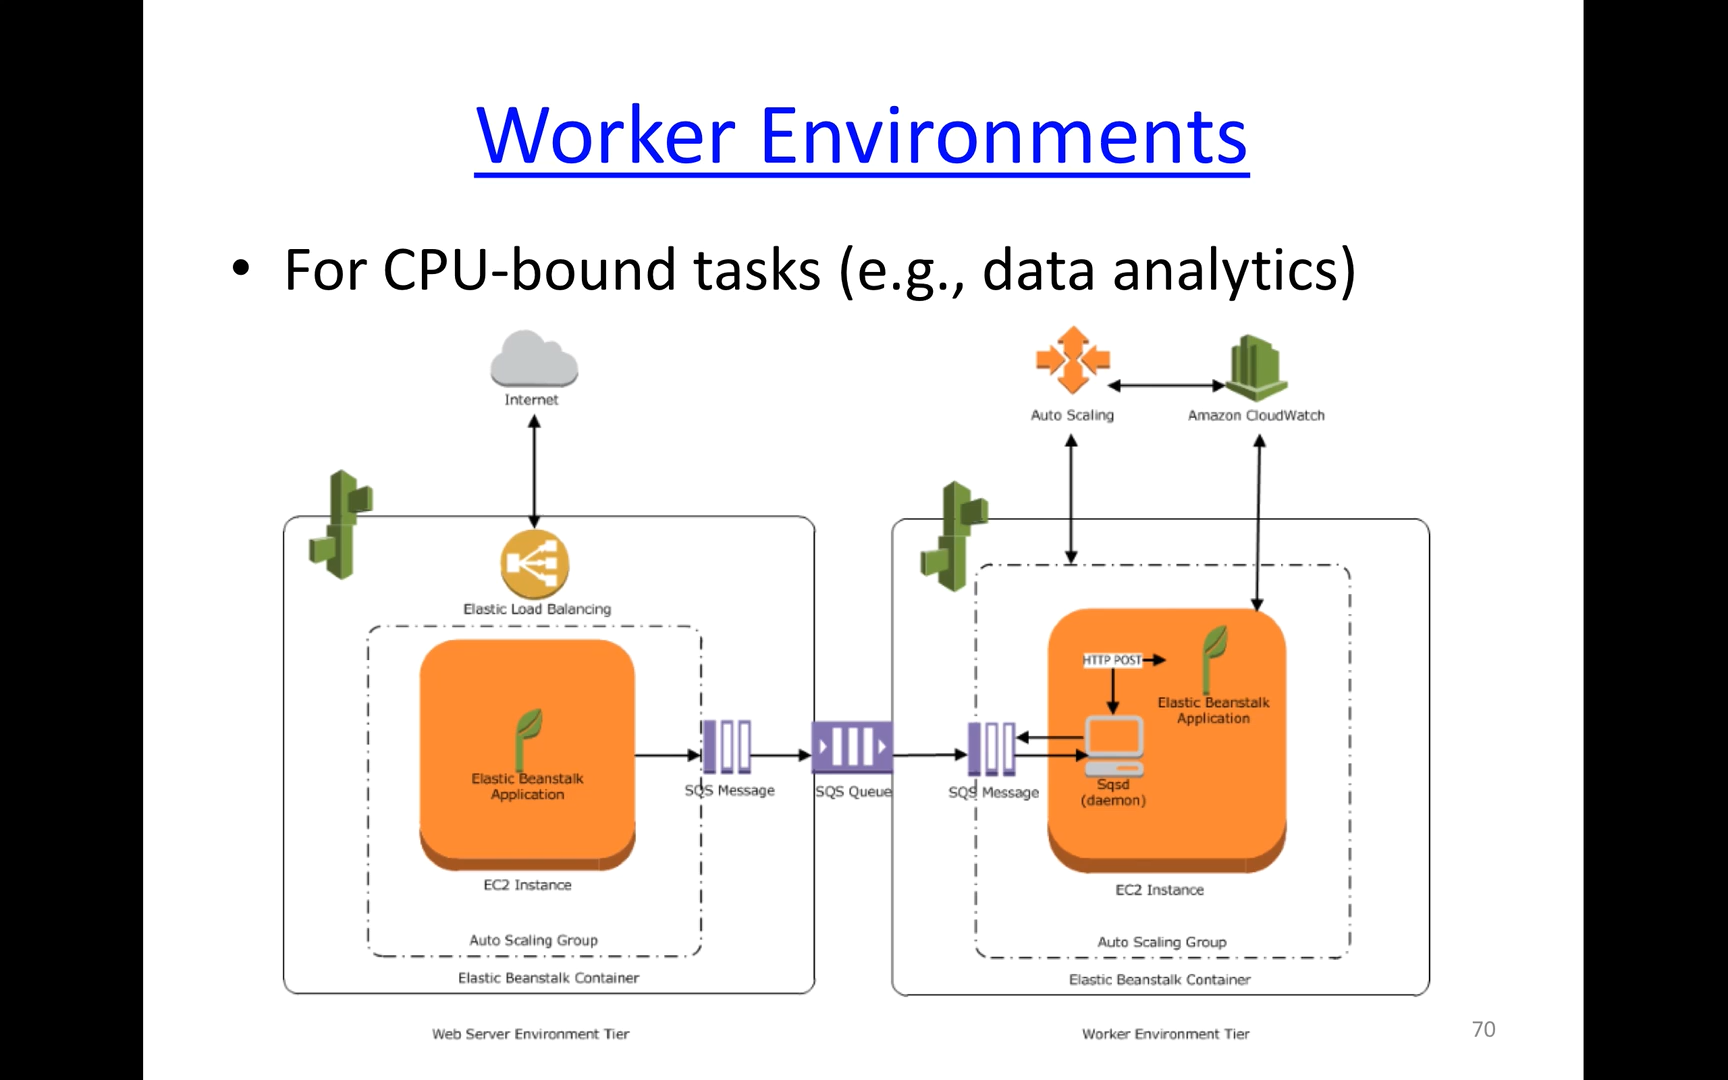 Worker Environments
• For CPU-bound tasks (e.g., data analytics)
Internet
Auto Scaling
Amazon CloudWatch
Elastic Load Balancing
HTTP POST
Elastic Beanstalk
Application
Elastic Beanstalk
Application
SQS Message
SQS Queue
SQS Message
Sqsd
(daemon)
EC2 Instance
EC2 Instance
Auto Scaling Group
Auto Scaling Group
Elastic Beanstalk Container
Elastic Beanstalk Container
Web Server Environment Tier
Worker Environment Tier
70